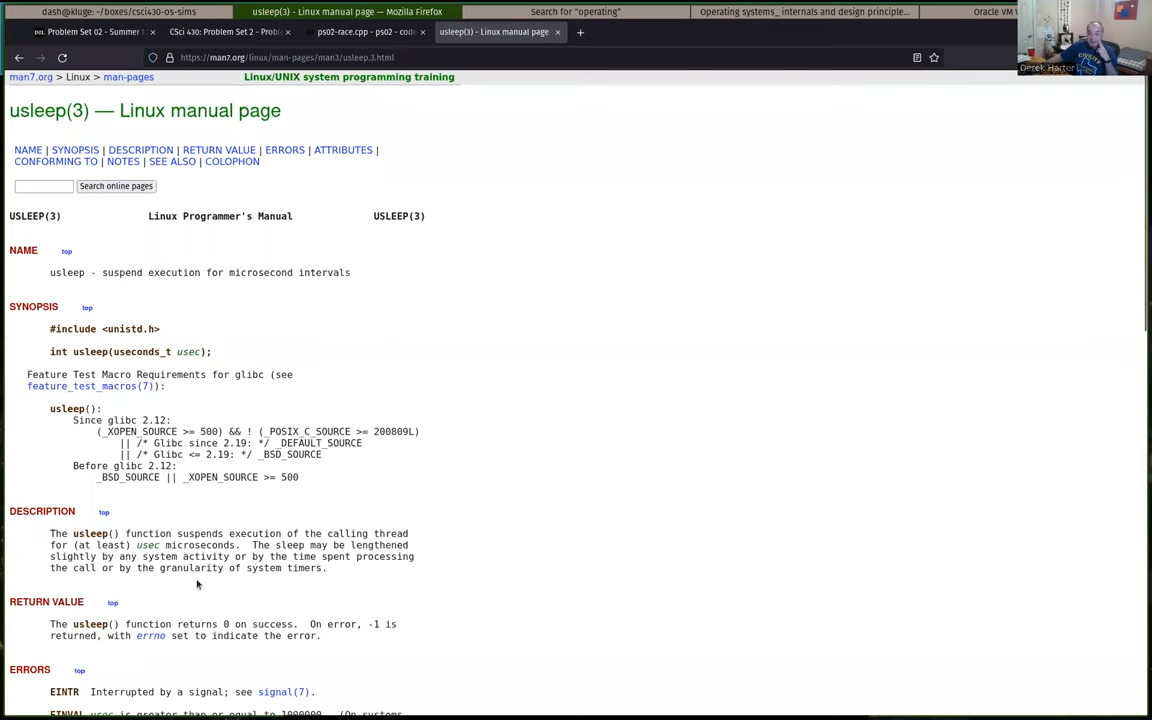 dash@kluge: ~/boxes/csci430-os-sims
usleep(3) - Linux manual page — Mozilla Firefox
Search for "operating"
Operating systems_ internals and design principle...
Oracle VM V
Problem Set 02 - Summer
CSci 430: Problem Set 2 - Probl
ps02-race.cpp - ps02 - code
usleep(3) - Linux manual page
https://man7.org/linux/man-pages/man3/usleep.3.html
Derek Harter
man7.org > Linux > man-pages
Linux/UNIX system programming training
usleep(3) — Linux manual page
NAME | SYNOPSIS | DESCRIPTION | RETURN VALUE | ERRORS | ATTRIBUTES |
CONFORMING TO | NOTES | SEE ALSO | COLOPHON
Search online pages
USLEEP(3) Linux Programmer's Manual USLEEP(3)
NAME top
usleep - suspend execution for microsecond intervals
SYNOPSIS top
#include <unistd.h>
int usleep(useconds_t usec);
Feature Test Macro Requirements for glibc (see
feature_test_macros(7)):
usleep():
Since glibc 2.12:
(_XOPEN_SOURCE >= 500) && ! (_POSIX_C_SOURCE >= 200809L)
|| /* Glibc since 2.19: */ _DEFAULT_SOURCE
|| /* Glibc <= 2.19: */ _BSD_SOURCE
Before glibc 2.12:
_BSD_SOURCE || _XOPEN_SOURCE >= 500
DESCRIPTION top
The usleep() function suspends execution of the calling thread
for (at least) usec microseconds. The sleep may be lengthened
slightly by any system activity or by the time spent processing
the call or by the granularity of system timers.
RETURN VALUE top
The usleep() function returns 0 on success. On error, -1 is
returned, with errno set to indicate the error.
ERRORS top
EINTR Interrupted by a signal; see signal(7).
EINVAL usec is greater than or equal to 1000000. (On systems